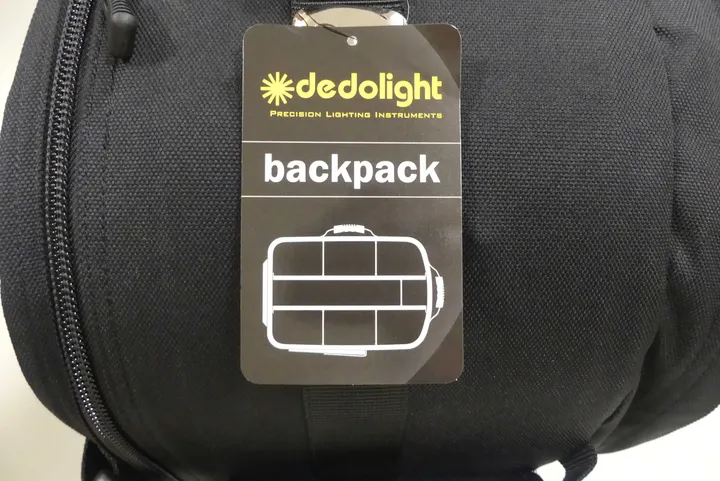 dedolight
PRECISION LIGHTING INSTRUMENTS
backpack